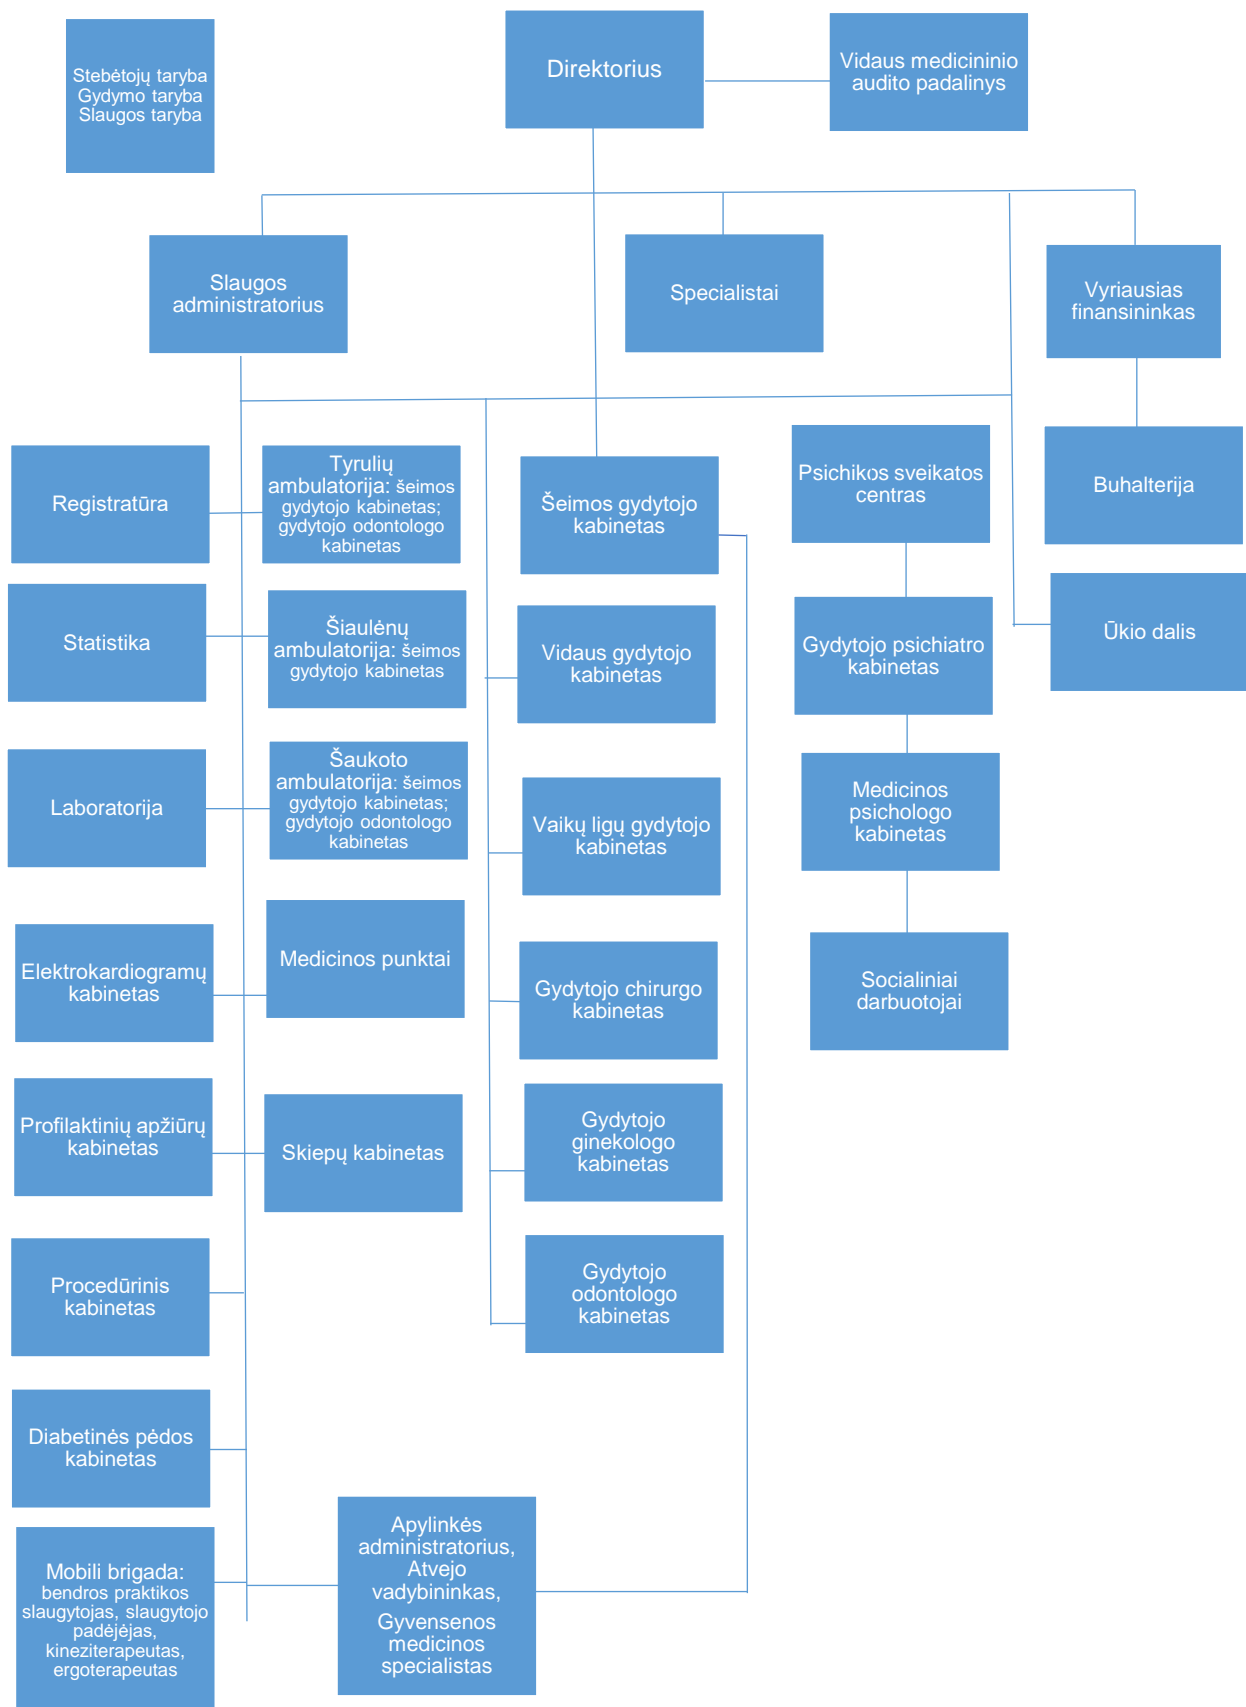 Stebėtojų taryba
Gydymo taryba
Slaugos taryba
Direktorius
Vidaus medicininio
audito padalinys
Slaugos
administratorius
Specialistai
Vyriausias
finansininkas
Registratūra
Tyrulių
ambulatorija: šeimos
gydytojo kabinetas;
gydytojo odontologo
kabinetas
Šeimos gydytojo
kabinetas
Psichikos sveikatos
centras
Buhalterija
Statistika
Šiaulėnų
ambulatorija: šeimos
gydytojo kabinetas
Vidaus gydytojo
kabinetas
Gydytojo psichiatro
kabinetas
Ūkio dalis
Laboratorija
Šaukoto
ambulatorija: šeimos
gydytojo kabinetas;
gydytojo odontologo
kabinetas
Vaikų ligų gydytojo
kabinetas
Medicinos
psichologo
kabinetas
Elektrokardiogramų
kabinetas
Medicinos punktai
Gydytojo chirurgo
kabinetas
Socialiniai
darbuotojai
Profilaktinių apžiūrų
kabinetas
Skiepų kabinetas
Gydytojo
ginekologo
kabinetas
Procedūrinis
kabinetas
Gydytojo
odontologo
kabinetas
Diabetinės pėdos
kabinetas
Mobili brigada:
bendros praktikos
slaugytojas, slaugytojo
padėjėjas,
kineziterapeutas,
ergoterapeutas
Apylinkės
administratorius,
Atvejo
vadybininkas,
Gyvensenos
medicinos
specialistas